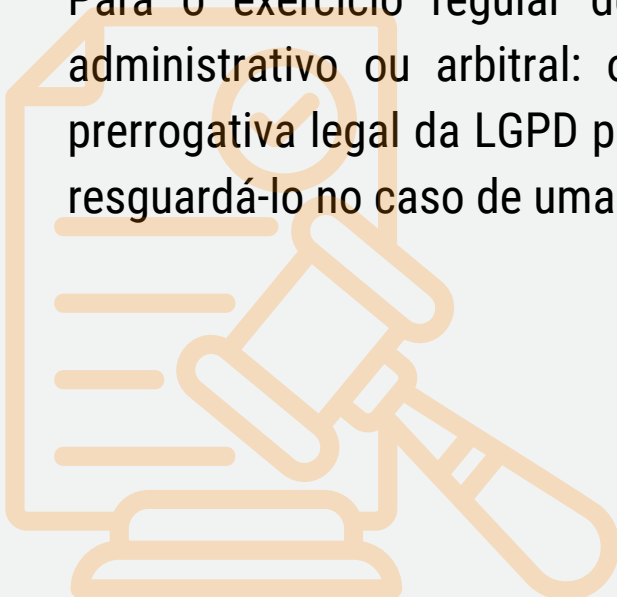 Para o exercício regular d
administrativo ou arbitral:
prerrogativa legal da LGPD p
resguardá-lo no caso de uma